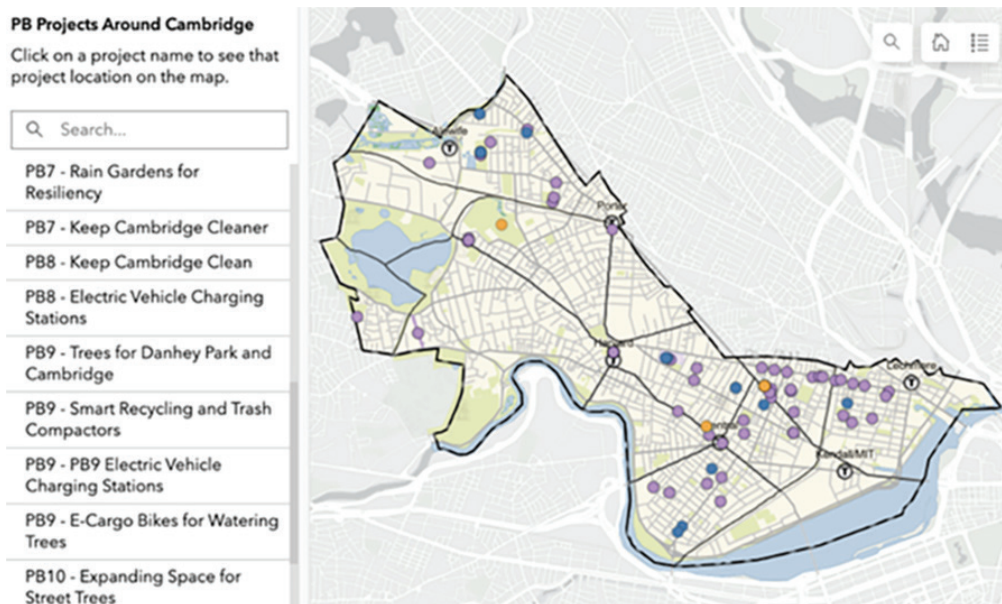 PB Projects Around Cambridge
Click on a project name to see that
project location on the map.
Search...
PB7 - Rain Gardens for
Resiliency
PB7 - Keep Cambridge Cleaner
PB8 - Keep Cambridge Clean
PB8 - Electric Vehicle Charging
Stations
PB9 - Trees for Danhey Park and
Cambridge
PB9 - Smart Recycling and Trash
Compactors
PB9 - PB9 Electric Vehicle
Charging Stations
PB9 - E-Cargo Bikes for Watering
Trees
PB10 - Expanding Space for
Street Trees
Alewife
T
Porter
T
Harvard
T
Lechmere
T
Central
T
Kendall/MIT
T